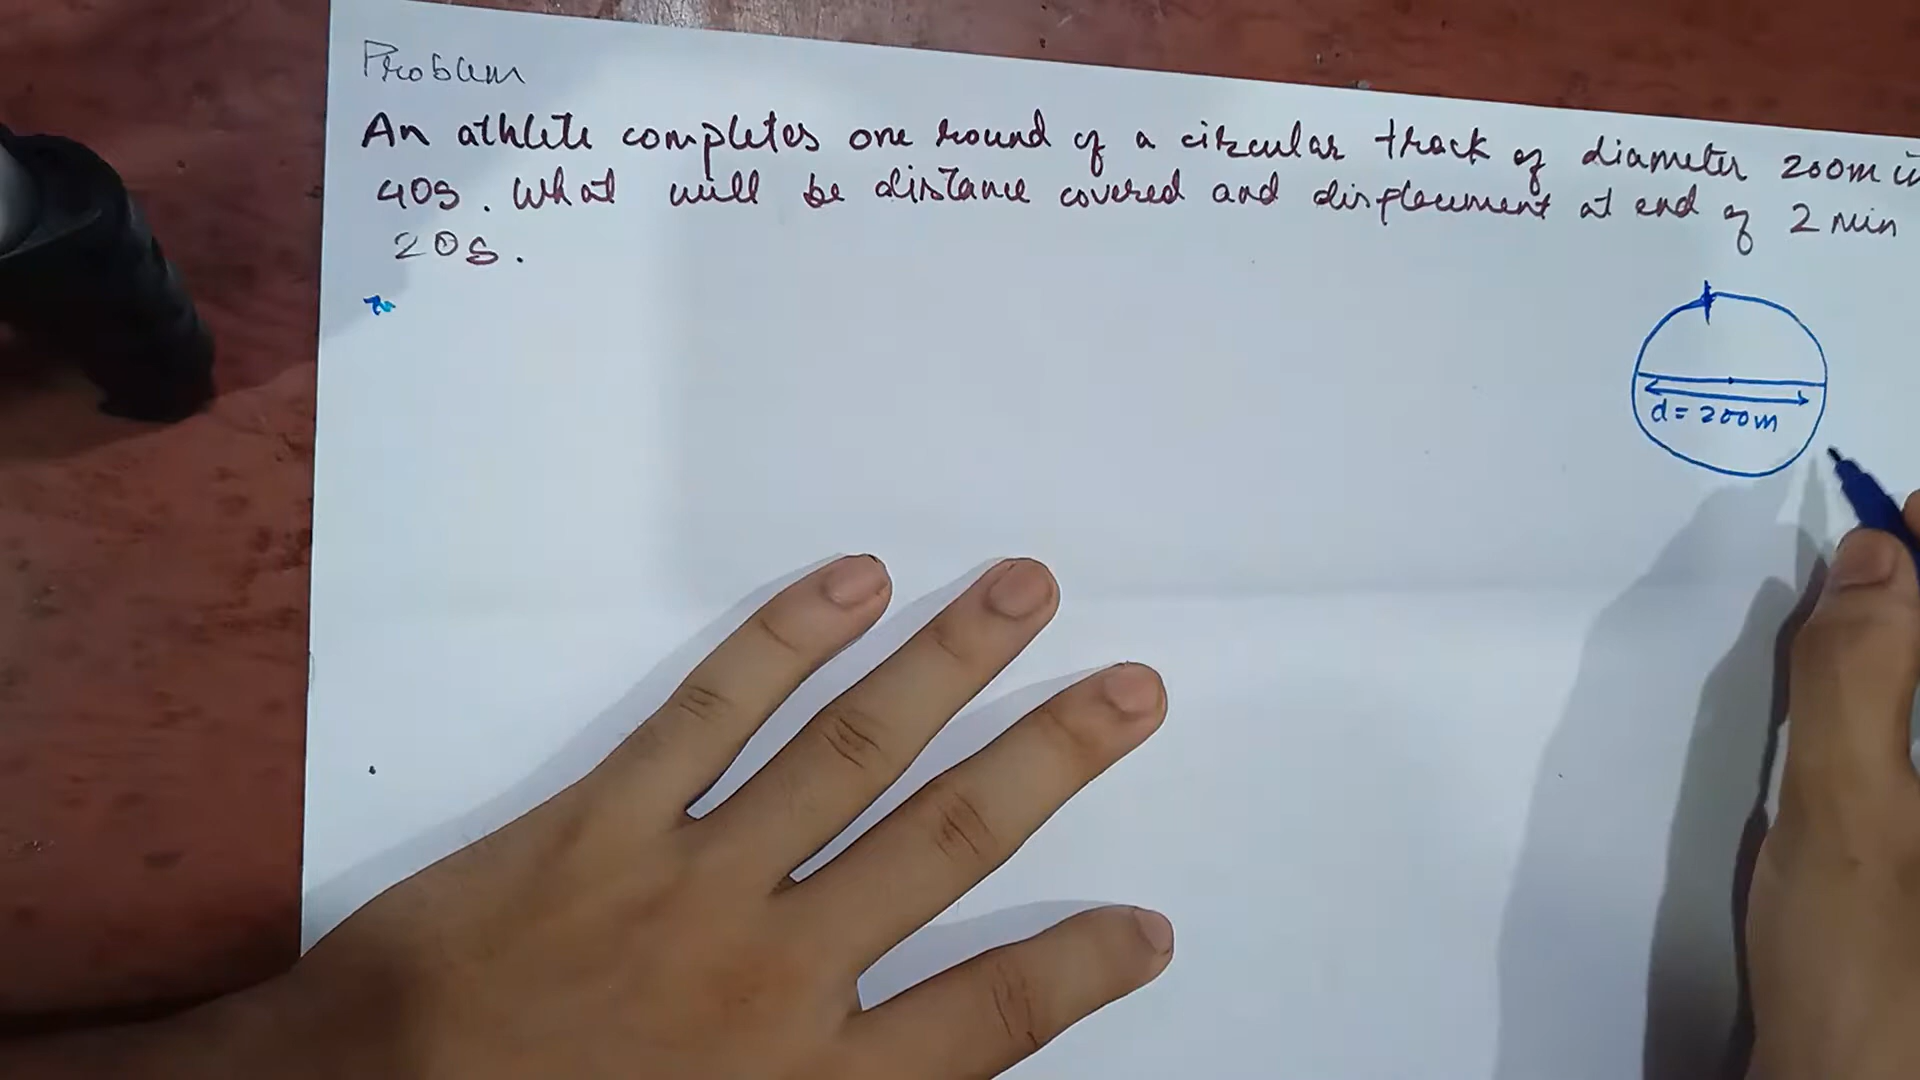 Problem
An athlete completes one round of a circular track of diameter 200m in
40s. What will be distance covered and displacement at end of 2 min
20s.
d = 200m